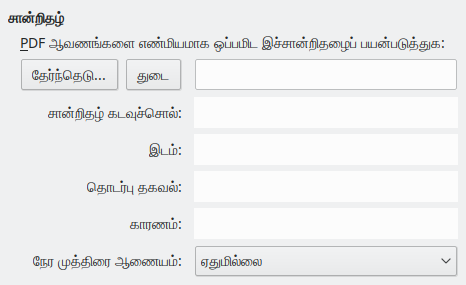 சான்றிதழ்
PDF ஆவணங்களை எண்மியமாக ஒப்பமிட இச்சான்றிதழைப் பயன்படுத்துக:
தேர்ந்தெடு... துடை
சான்றிதழ் கடவுச்சொல்:
இடம்:
தொடர்பு தகவல்:
காரணம்:
நேர முத்திரை ஆணையம்: ஏதுமில்லை